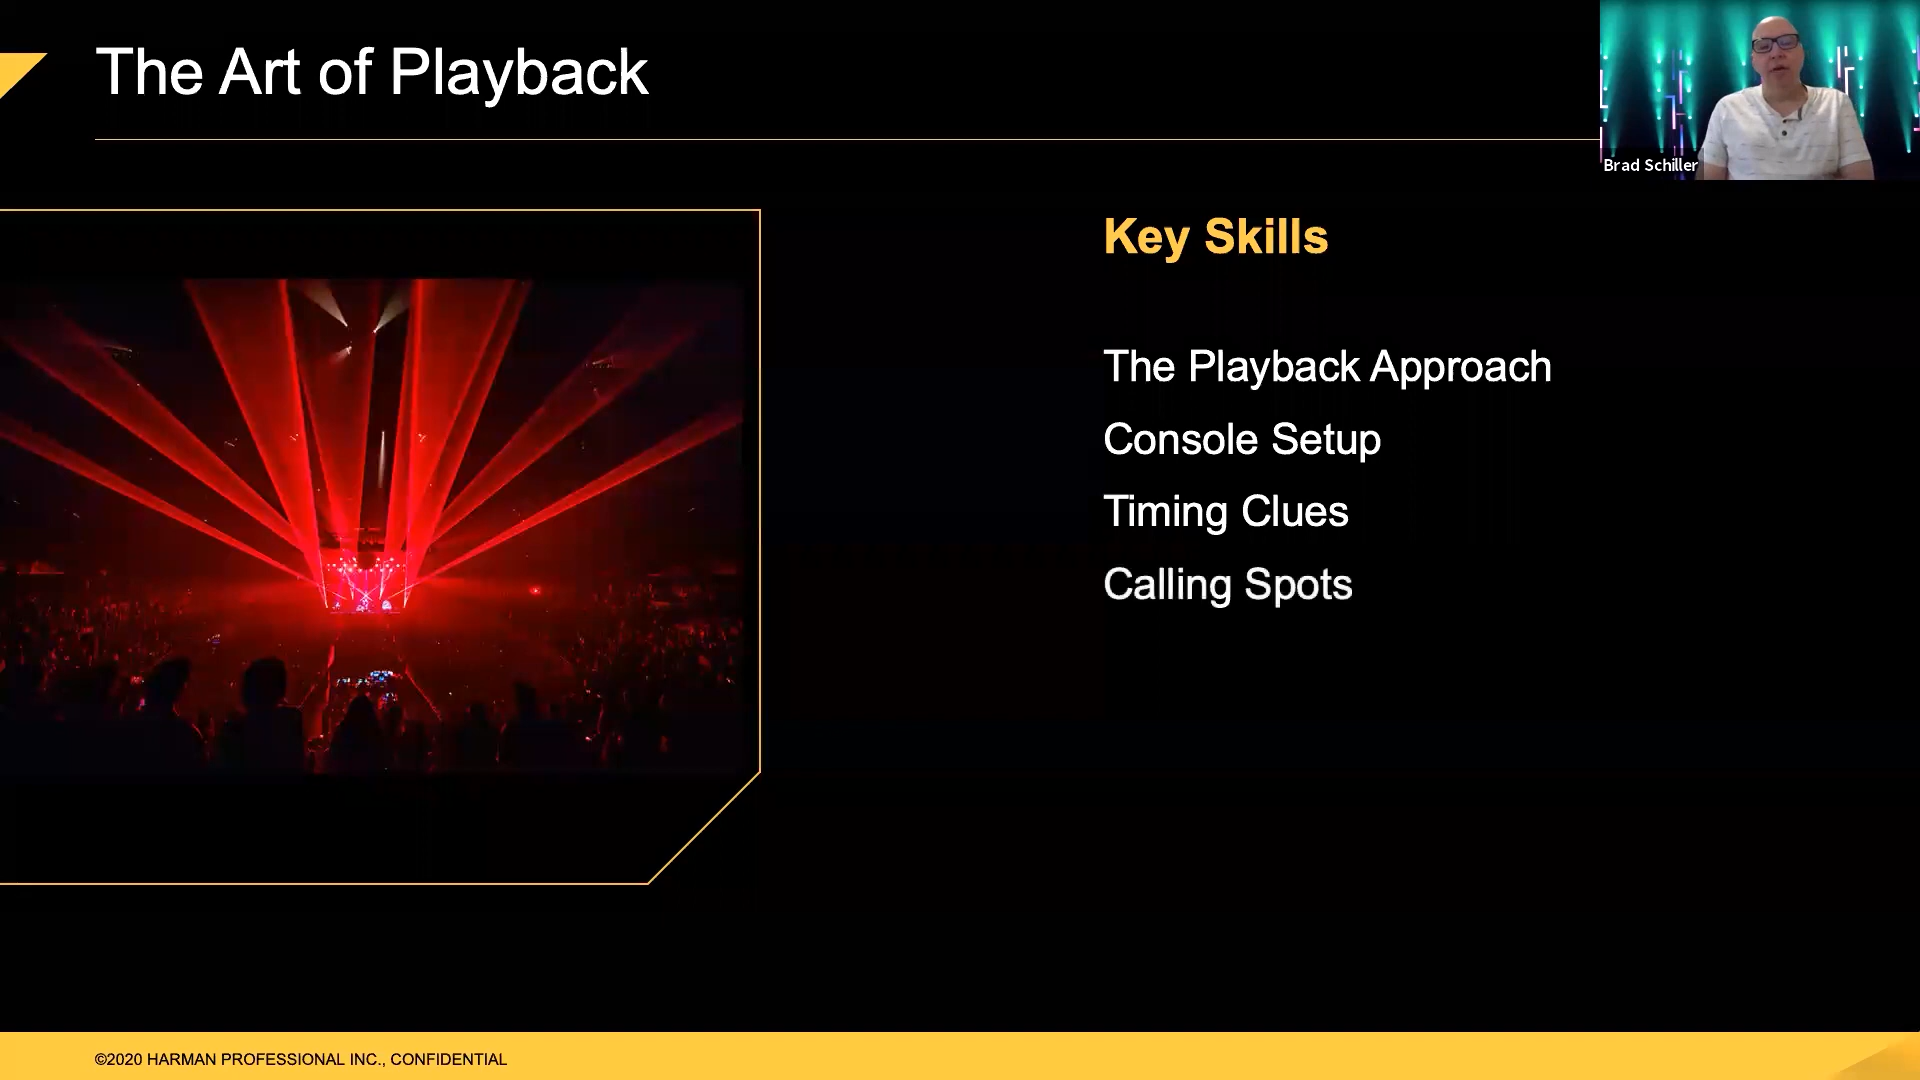 The Art of Playback
Brad Schiller
Key Skills
The Playback Approach
Console Setup
Timing Clues
Calling Spots
©2020 HARMAN PROFESSIONAL INC., CONFIDENTIAL